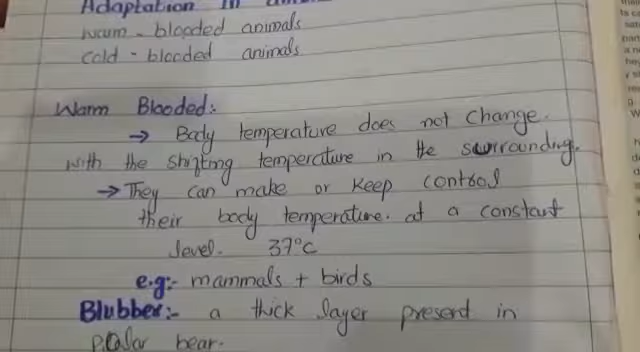 Adaptation in
warm - blooded animals
cold - blooded animals
Warm Blooded:
→ Body temperature does not change.
with the shifting temperature in the surrounding.
→ They can make or keep control
their body temperature. at a constant
level. 37°C
e.g:- mammals + birds
Blubber:- a thick layer present in
polar bear.